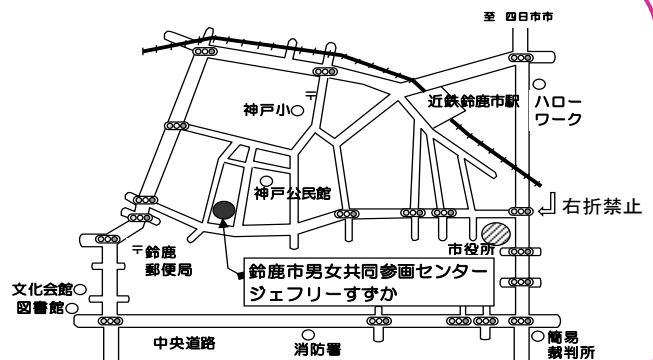 至 四日市市
近鉄鈴鹿市駅
ハロー
ワーク
神戸小
〒
神戸公民館
右折禁止
市役所
〒鈴鹿
郵便局
鈴鹿市男女共同参画センター
ジェフリーすずか
文化会館
図書館
中央道路
消防署
簡易
裁判所